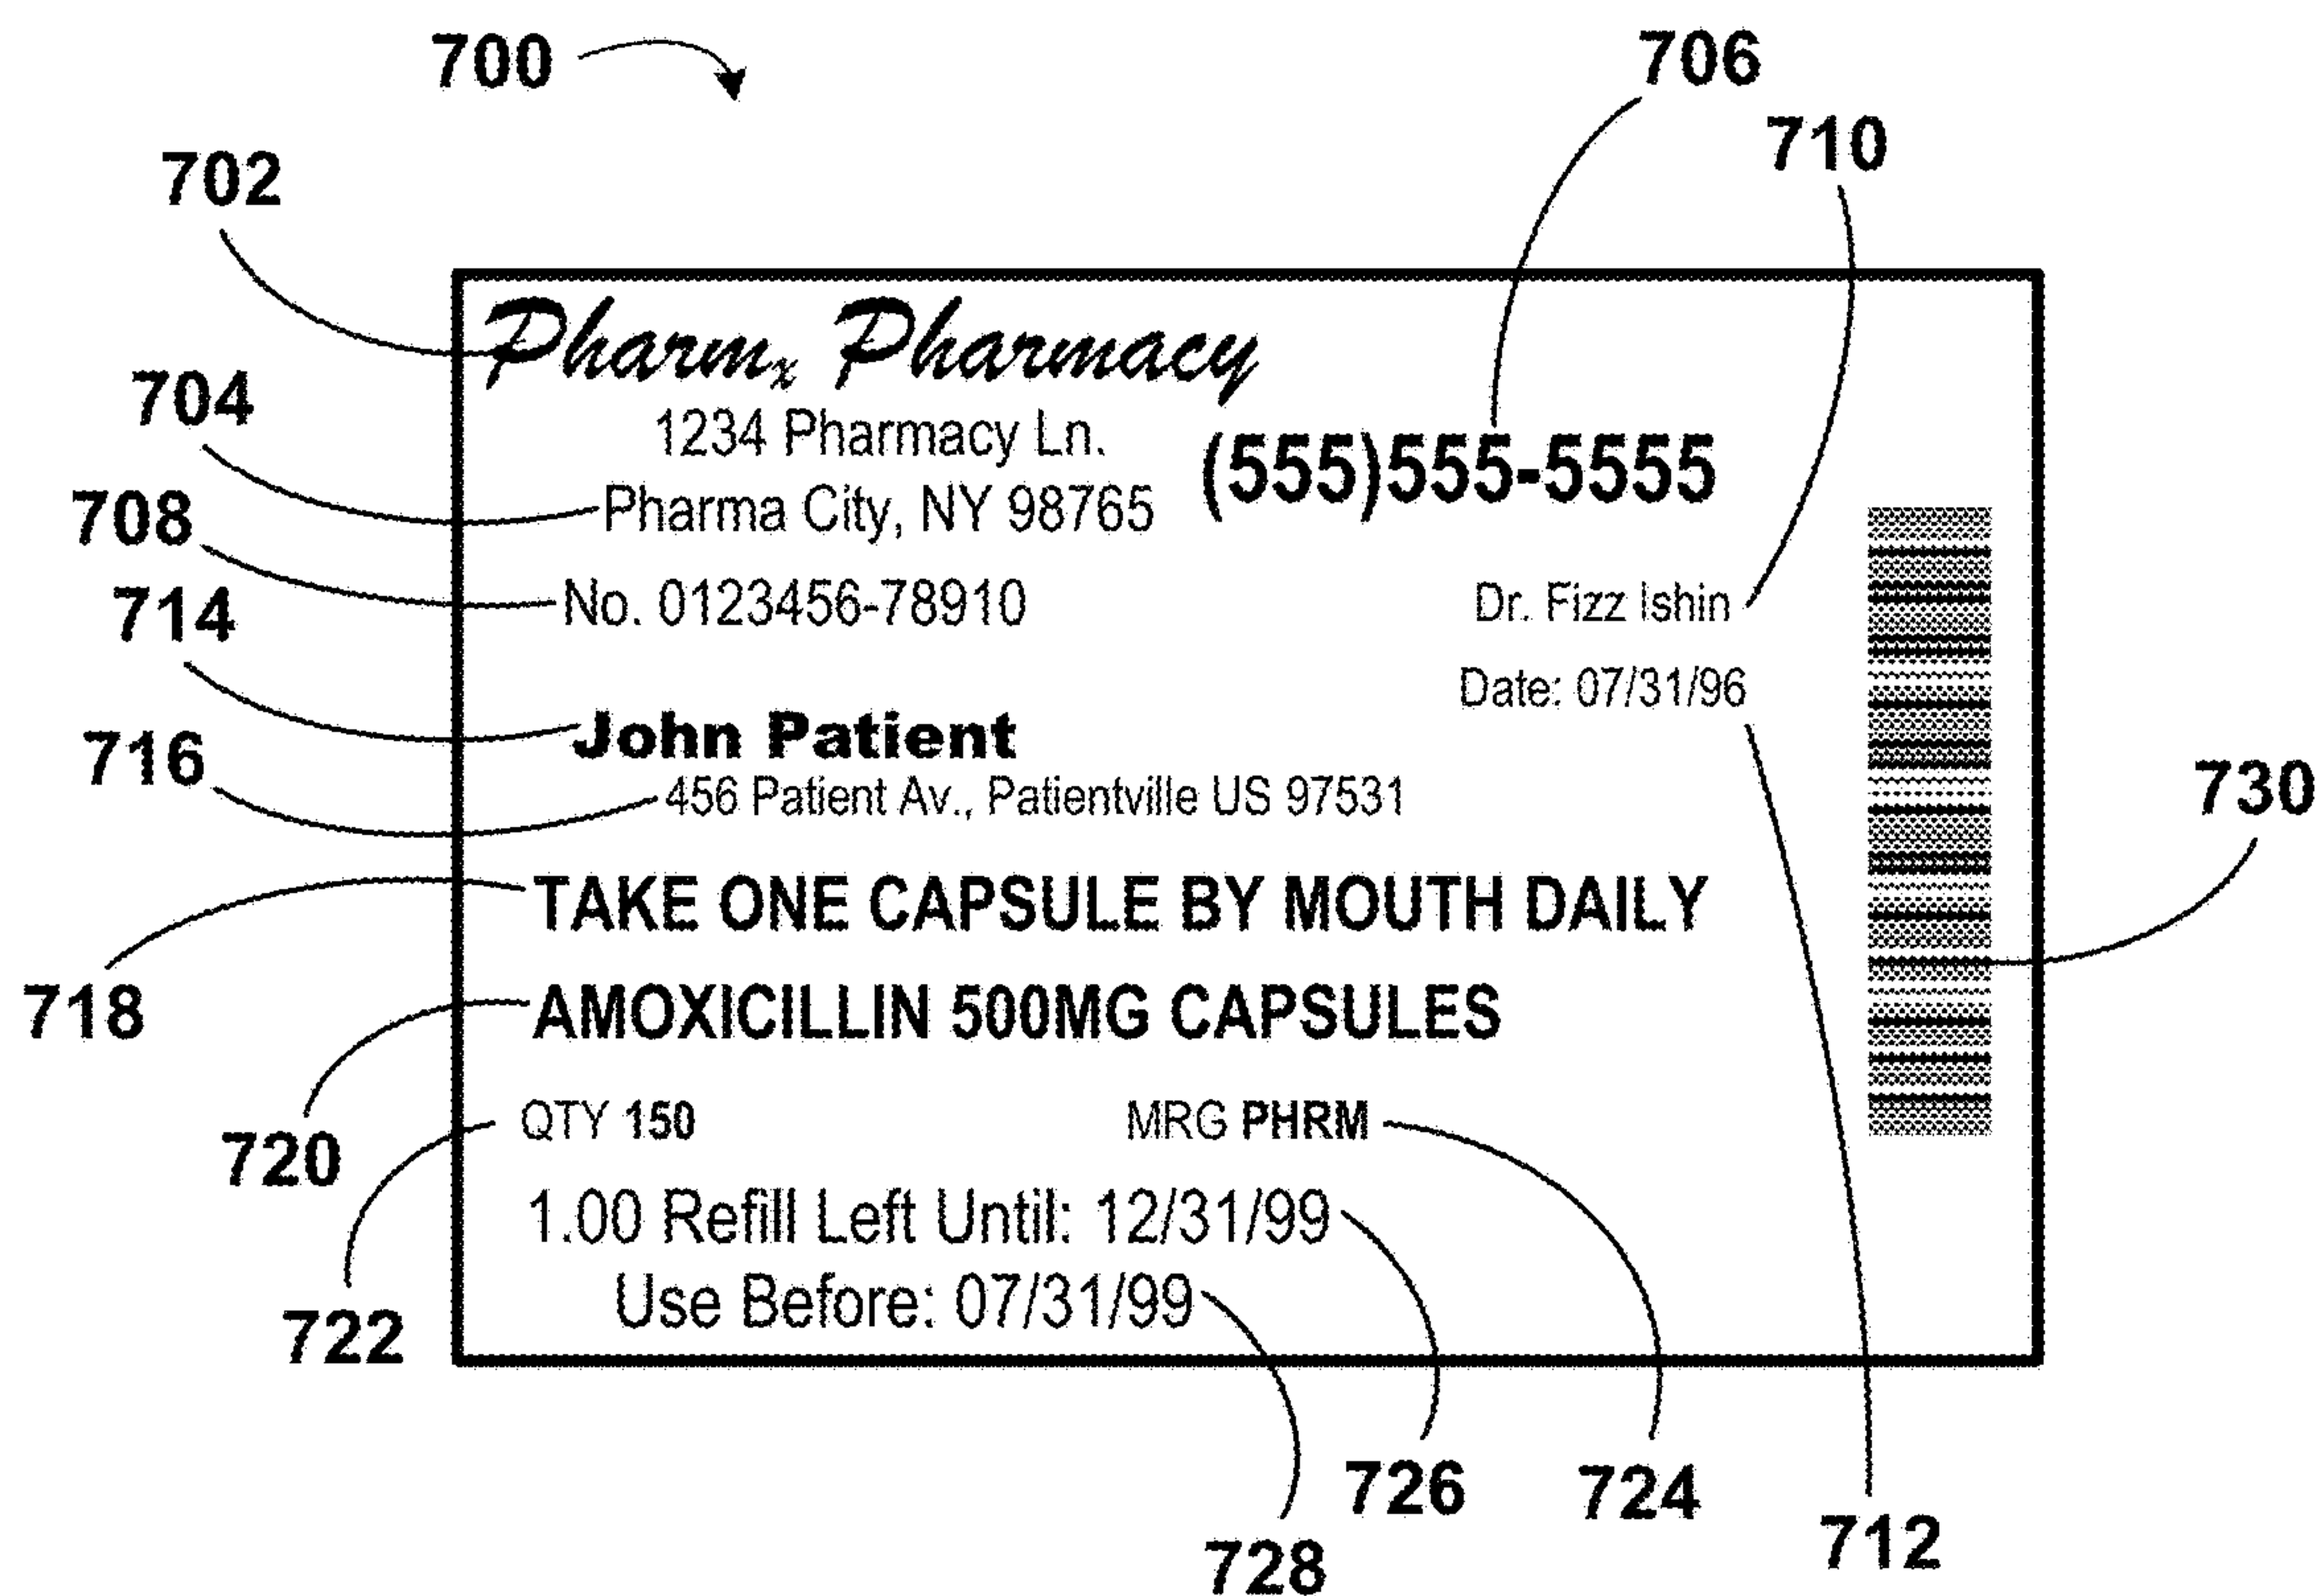 700
706
710
702
Pharmx Pharmacy
704
1234 Pharmacy Ln.
(555)555-5555
708
Pharma City, NY 98765
714
No. 0123456-78910
Dr. Fizz Ishin
Date: 07/31/96
716
John Patient
730
456 Patient Av., Patientville US 97531
TAKE ONE CAPSULE BY MOUTH DAILY
718
AMOXICILLIN 500MG CAPSULES
720
QTY 150
MRG PHRM
1.00 Refill Left Until: 12/31/99
722
Use Before: 07/31/99
726
724
728
712